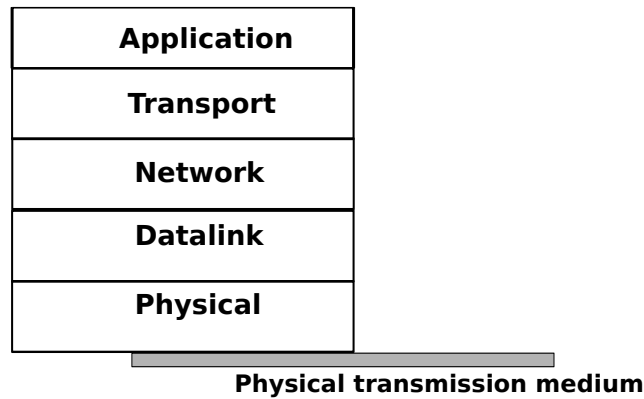 Application
Transport
Network
Datalink
Physical
Physical transmission medium